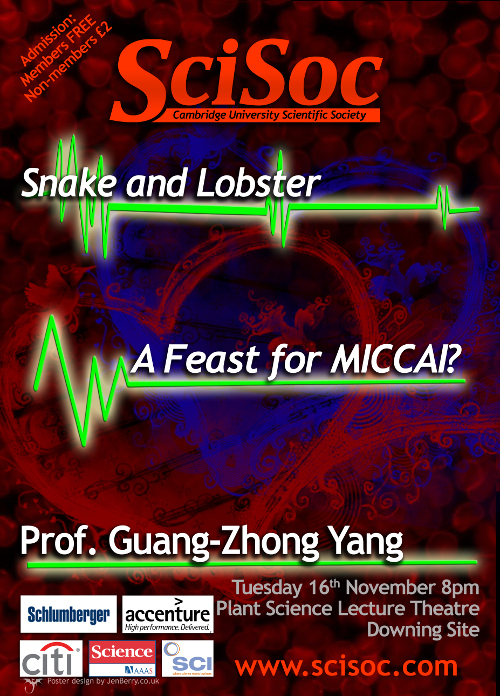 Admission:
Members FREE
Non-members £2
SciSoc
Cambridge University Scientific Society
Snake and Lobster
A Feast for MICCAI?
Prof. Guang-Zhong Yang
Tuesday 16th November 8pm
Plant Science Lecture Theatre
Downing Site
Schlumberger
>
accenture
High performance. Delivered.
citi
Science
AAAS
SCI
www.scisoc.com
Poster design by JenBerry.co.uk